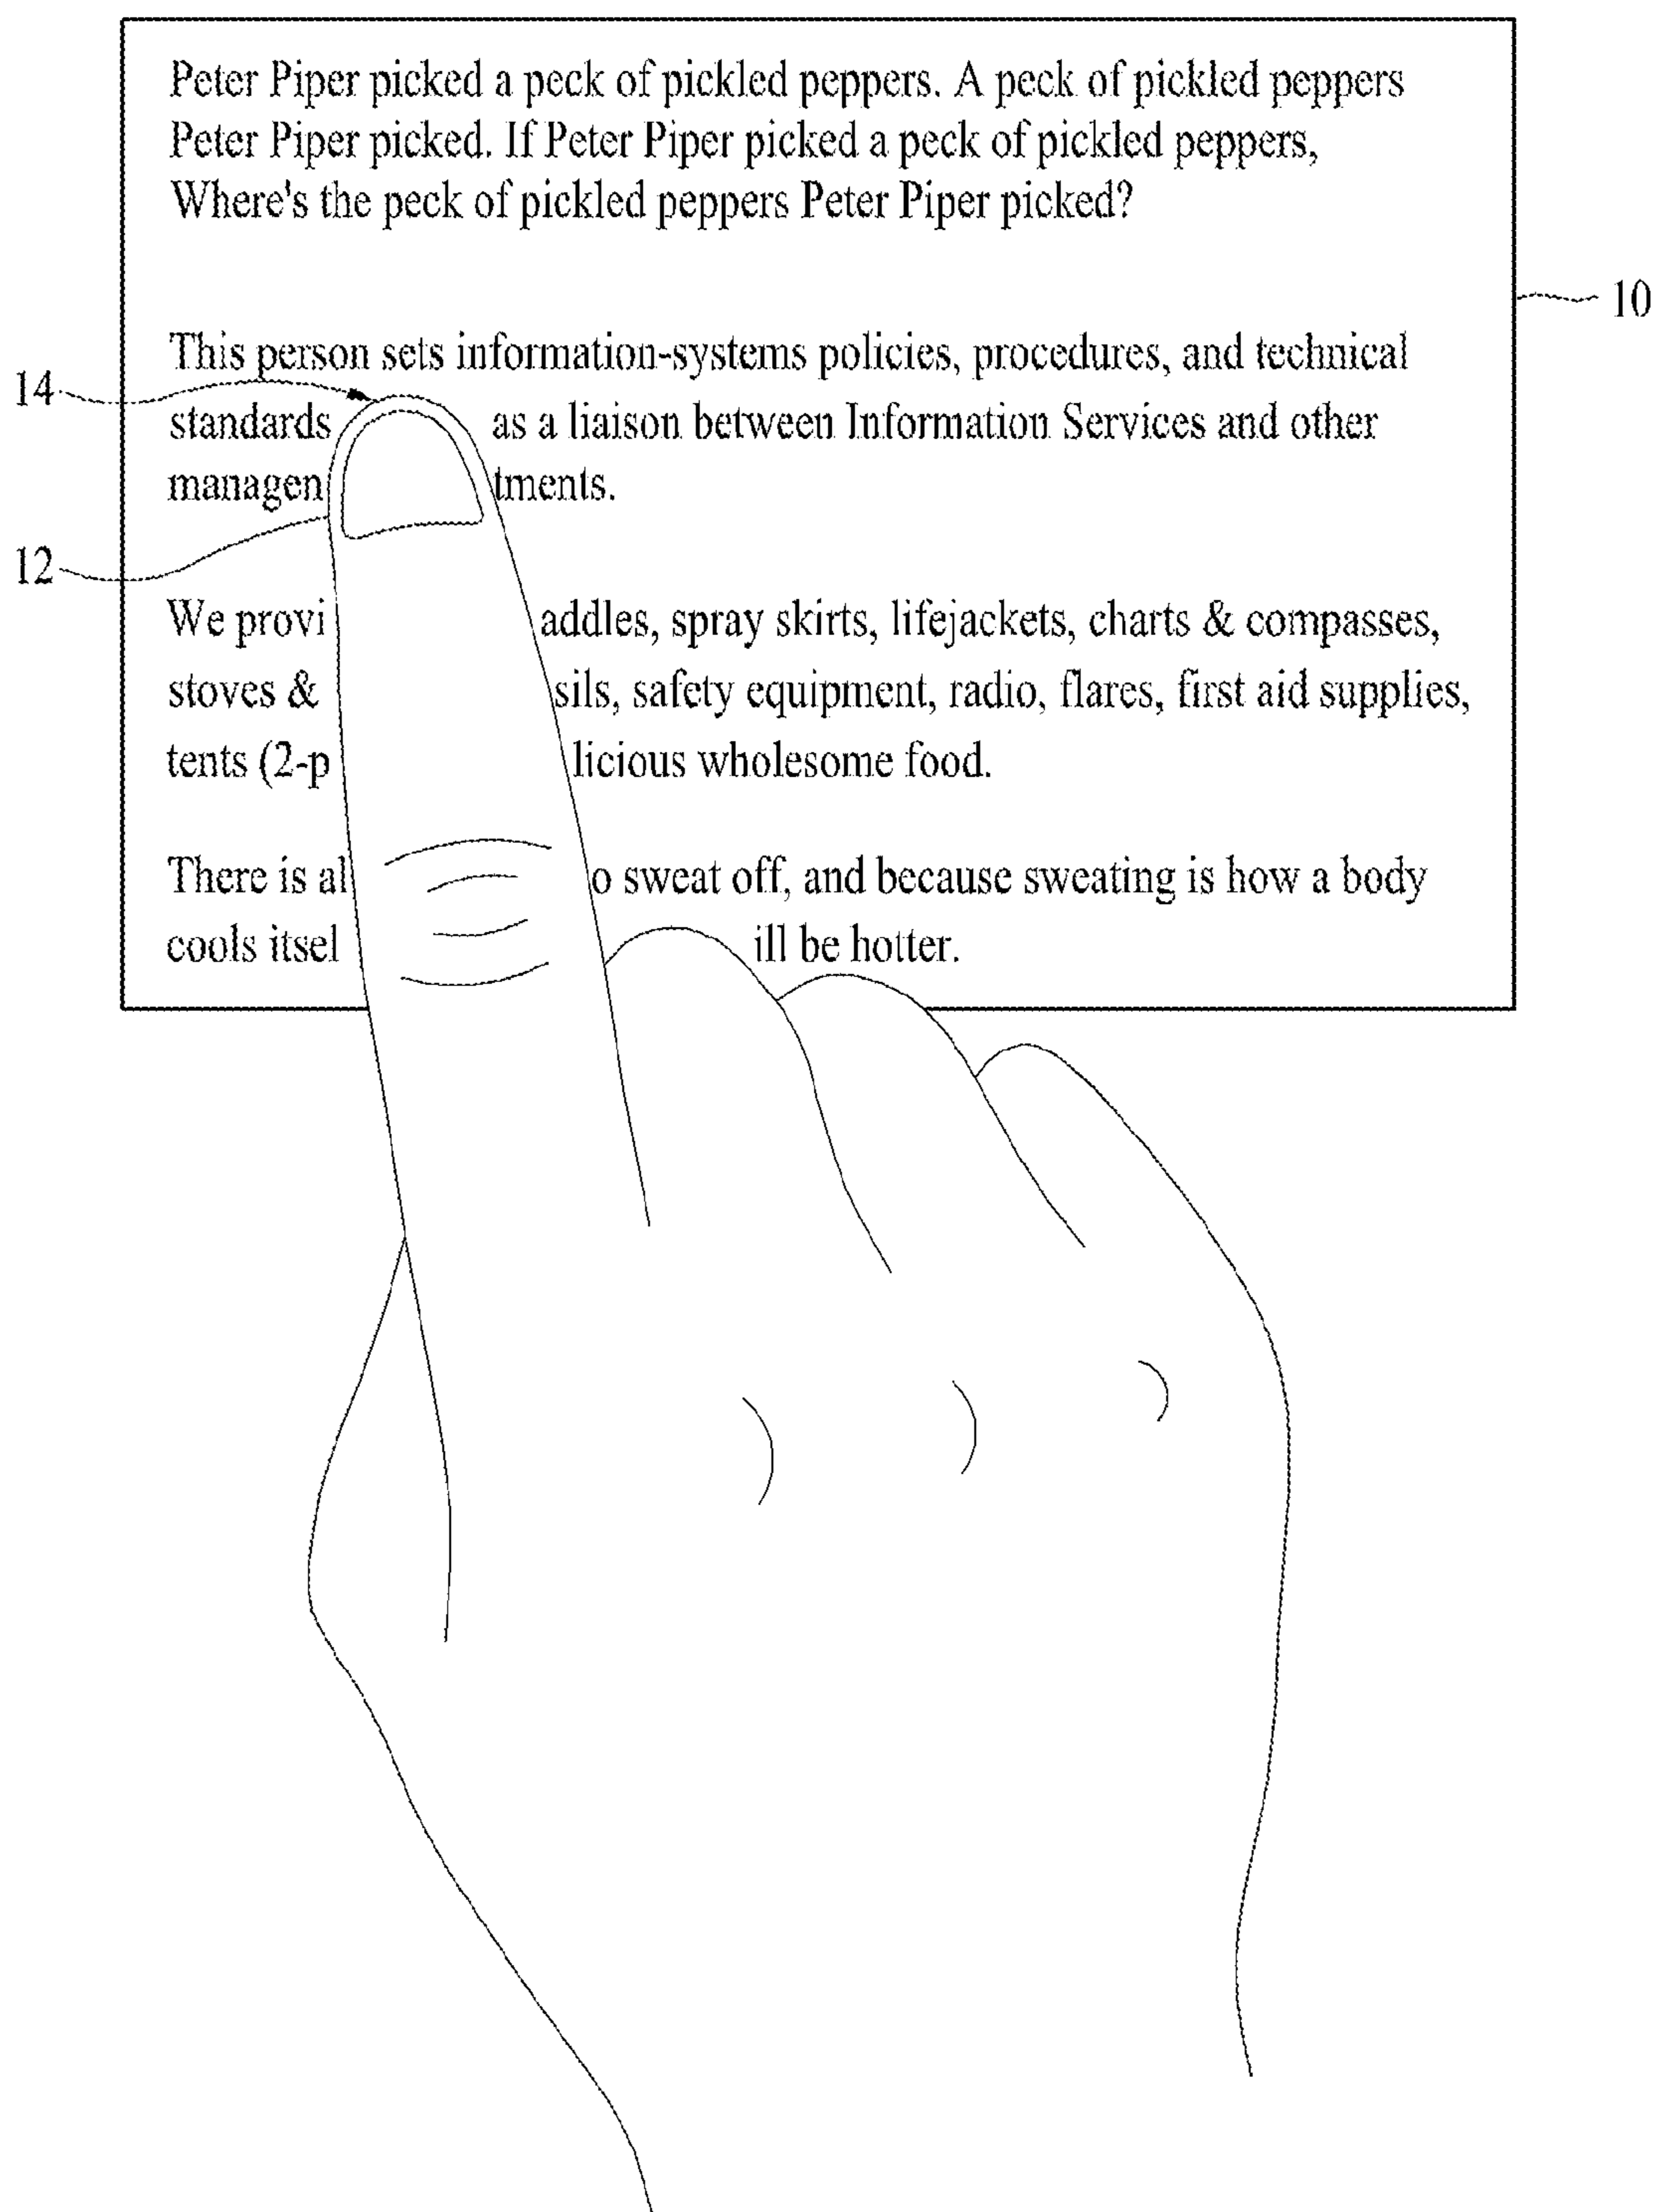 Peter Piper picked a peck of pickled peppers. A peck of pickled peppers
Peter Piper picked. If Peter Piper picked a peck of pickled peppers,
Where's the peck of pickled peppers Peter Piper picked?
10
This person sets information-systems policies, procedures, and technical
14
standards as a liaison between Information Services and other
managen tments.
12
We provi addles, spray skirts, lifejackets, charts & compasses,
stoves & sils, safety equipment, radio, flares, first aid supplies,
tents (2-p licious wholesome food.
There is al o sweat off, and because sweating is how a body
cools itsel ill be hotter.